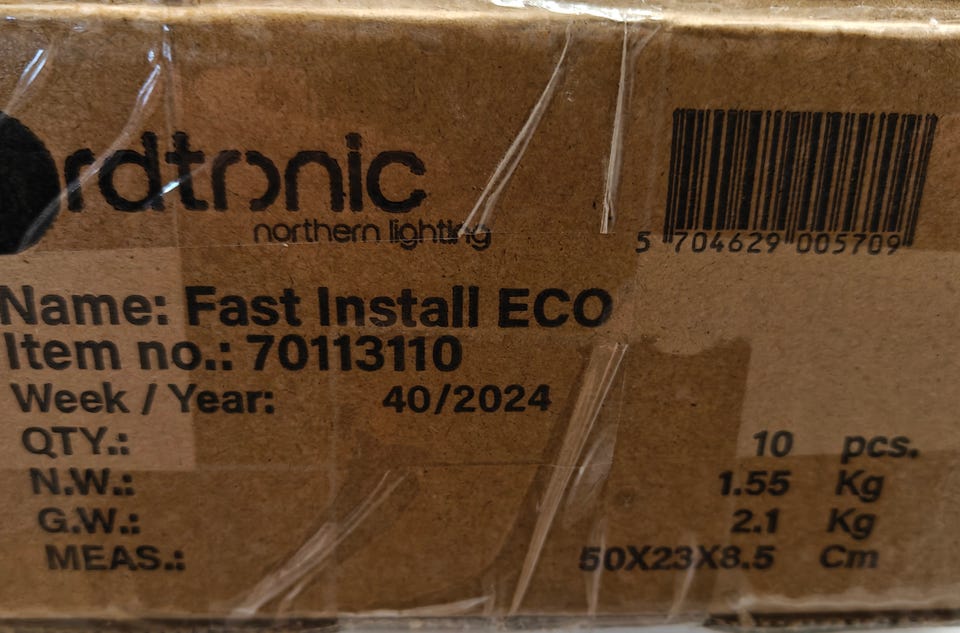 ordtronic
northern lighting
5 704629 005709
Name: Fast Install ECO
Item no.: 70113110
Week / Year: 40/2024
QTY.: 10 pcs.
N.W.: 1.55 Kg
G.W.: 2.1 Kg
MEAS.: 50X23X8.5 Cm